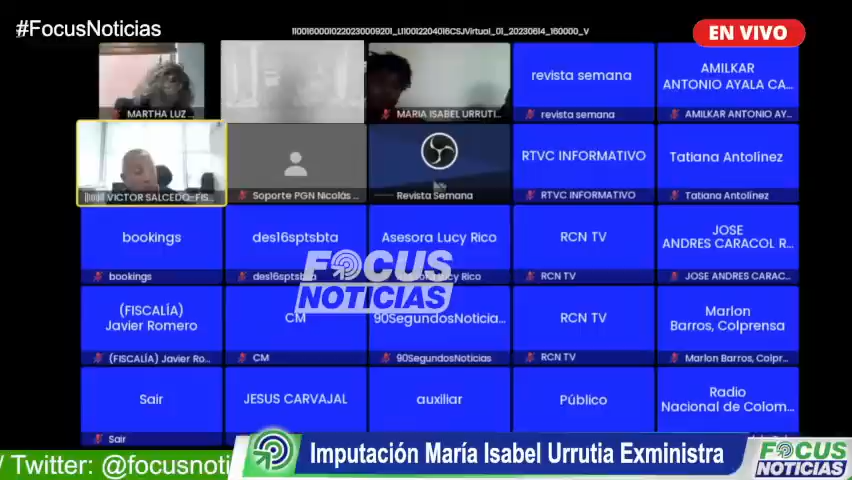 #FocusNoticias
EN VIVO
MARTHA LUZ ...
MARIA ISABEL URRUTI...
revista semana
revista semana
AMILKAR
ANTONIO AYALA CA...
AMILKAR ANTONIO AY...
VICTOR SALCEDO-FIS...
Soporte PGN Nicolás ...
Revista Semana
RTVC INFORMATIVO
RTVC INFORMATIVO
Tatiana Antolínez
Tatiana Antolínez
bookings
bookings
des16sptsbta
des16sptsbta
Asesora Lucy Rico
Lucy Rico
RCN TV
RCN TV
JOSE
ANDRES CARACOL R...
JOSE ANDRES CARAC...
FOCUS
NOTICIAS
(FISCALÍA)
Javier Romero
(FISCALÍA) Javier Ro...
CM
CM
90SegundosNoticia...
90SegundosNoticias
RCN TV
RCN TV
Marlon
Barros, Colprensa
Marlon Barros, Colpr...
Sair
Sair
JESUS CARVAJAL
auxiliar
Público
Radio
Nacional de Colom...
/ Twitter: @focusnoti
Imputación María Isabel Urrutia Exministra
FOCUS
NOTICIAS